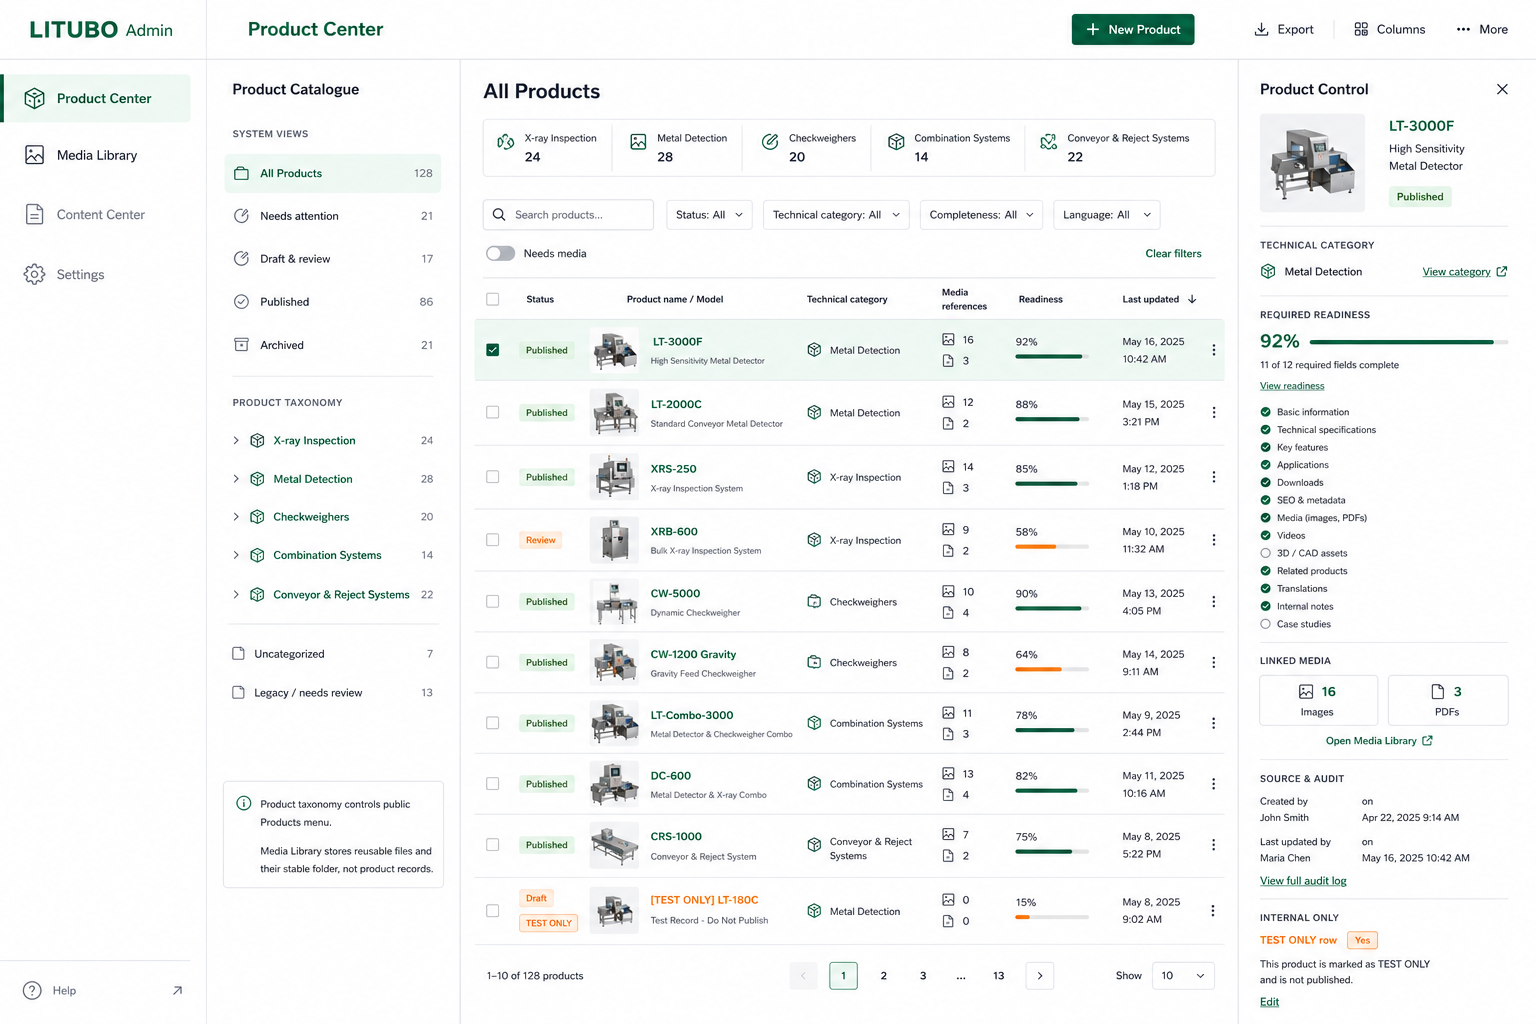 LITUBO Admin
Product Center
New Product
Export
Columns
More
Product Center
Media Library
Content Center
Settings
Help
Product Catalogue
SYSTEM VIEWS
All Products 128
Needs attention 21
Draft & review 17
Published 86
Archived 21
PRODUCT TAXONOMY
X-ray Inspection 24
Metal Detection 28
Checkweighers 20
Combination Systems 14
Conveyor & Reject Systems 22
Uncategorized 7
Legacy / needs review 13
Product taxonomy controls public
Products menu.
Media Library stores reusable files and
their stable folder, not product records.
All Products
X-ray Inspection
24
Metal Detection
28
Checkweighers
20
Combination Systems
14
Conveyor & Reject Systems
22
Search products...
Status: All
Technical category: All
Completeness: All
Language: All
Needs media
Clear filters
Status
Product name / Model
Technical category
Media
references
Readiness
Last updated
Published
LT-3000F
High Sensitivity Metal Detector
Metal Detection
16
3
92%
May 16, 2025
10:42 AM
Published
LT-2000C
Standard Conveyor Metal Detector
Metal Detection
12
2
88%
May 15, 2025
3:21 PM
Published
XRS-250
X-ray Inspection System
X-ray Inspection
14
3
85%
May 12, 2025
1:18 PM
Review
XRB-600
Bulk X-ray Inspection System
X-ray Inspection
9
2
58%
May 10, 2025
11:32 AM
Published
CW-5000
Dynamic Checkweigher
Checkweighers
10
4
90%
May 13, 2025
4:05 PM
Published
CW-1200 Gravity
Gravity Feed Checkweigher
Checkweighers
8
2
64%
May 14, 2025
9:11 AM
Published
LT-Combo-3000
Metal Detector & Checkweigher Combo
Combination Systems
11
3
78%
May 9, 2025
2:44 PM
Published
DC-600
Metal Detector & X-ray Combo
Combination Systems
13
4
82%
May 11, 2025
10:16 AM
Published
CRS-1000
Conveyor & Reject System
Conveyor & Reject
Systems
7
2
75%
May 8, 2025
5:22 PM
Draft
TEST ONLY
[TEST ONLY] LT-180C
Test Record - Do Not Publish
Metal Detection
0
0
15%
May 8, 2025
9:02 AM
1–10 of 128 products
1 2 3 ... 13
Show 10
Product Control
LT-3000F
High Sensitivity
Metal Detector
Published
TECHNICAL CATEGORY
Metal Detection
View category
REQUIRED READINESS
92%
11 of 12 required fields complete
View readiness
Basic information
Technical specifications
Key features
Applications
Downloads
SEO & metadata
Media (images, PDFs)
Videos
3D / CAD assets
Related products
Translations
Internal notes
Case studies
LINKED MEDIA
16
Images
3
PDFs
Open Media Library
SOURCE & AUDIT
Created by on
John Smith Apr 22, 2025 9:14 AM
Last updated by on
Maria Chen May 16, 2025 10:42 AM
View full audit log
INTERNAL ONLY
TEST ONLY row Yes
This product is marked as TEST ONLY
and is not published.
Edit